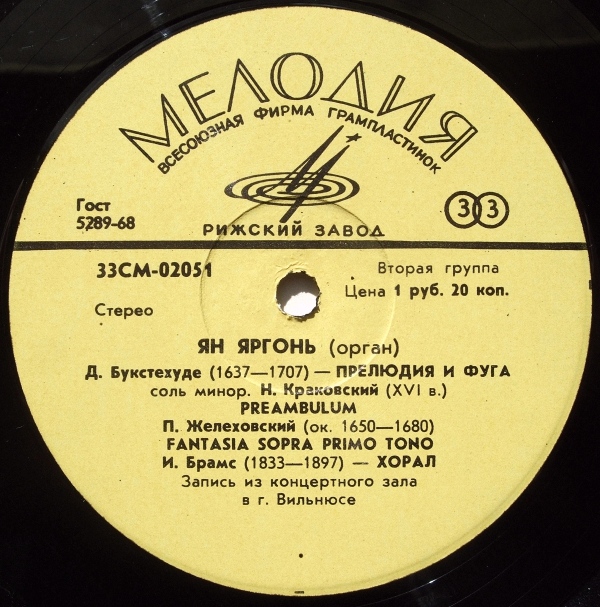 МЕЛОДИЯ
ВСЕСОЮЗНАЯ ФИРМА ГРАМПЛАСТИНОК
Гост
5289-68
33
РИЖСКИЙ ЗАВОД
33СМ-02051
Вторая группа
Цена 1 руб. 20 коп.
Стерео
ЯН ЯРГОНЬ (орган)
Д. Букстехуде (1637—1707) — ПРЕЛЮДИЯ И ФУГА
соль минор. Н. Краковский (XVI в.)
PREAMBULUM
П. Желеховский (ок. 1650—1680)
FANTASIA SOPRA PRIMO TONO
И. Брамс (1833—1897) — ХОРАЛ
Запись из концертного зала
в г. Вильнюсе